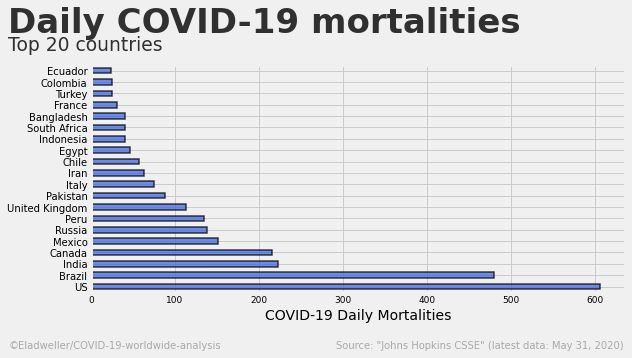 Daily COVID-19 mortalities
Top 20 countries
Ecuador
Colombia
Turkey
France
Bangladesh
South Africa
Indonesia
Egypt
Chile
Iran
Italy
Pakistan
United Kingdom
Peru
Russia
Mexico
Canada
India
Brazil
US
0 100 200 300 400 500 600
COVID-19 Daily Mortalities
©Eladweller/COVID-19-worldwide-analysis Source: "Johns Hopkins CSSE" (latest data: May 31, 2020)